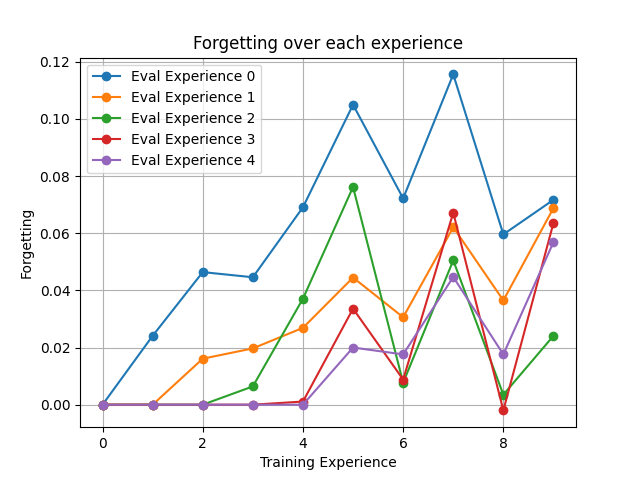 Forgetting over each experience
Eval Experience 0
Eval Experience 1
Eval Experience 2
Eval Experience 3
Eval Experience 4
0.12
0.10
0.08
0.06
0.04
0.02
0.00
Forgetting
0 2 4 6 8
Training Experience